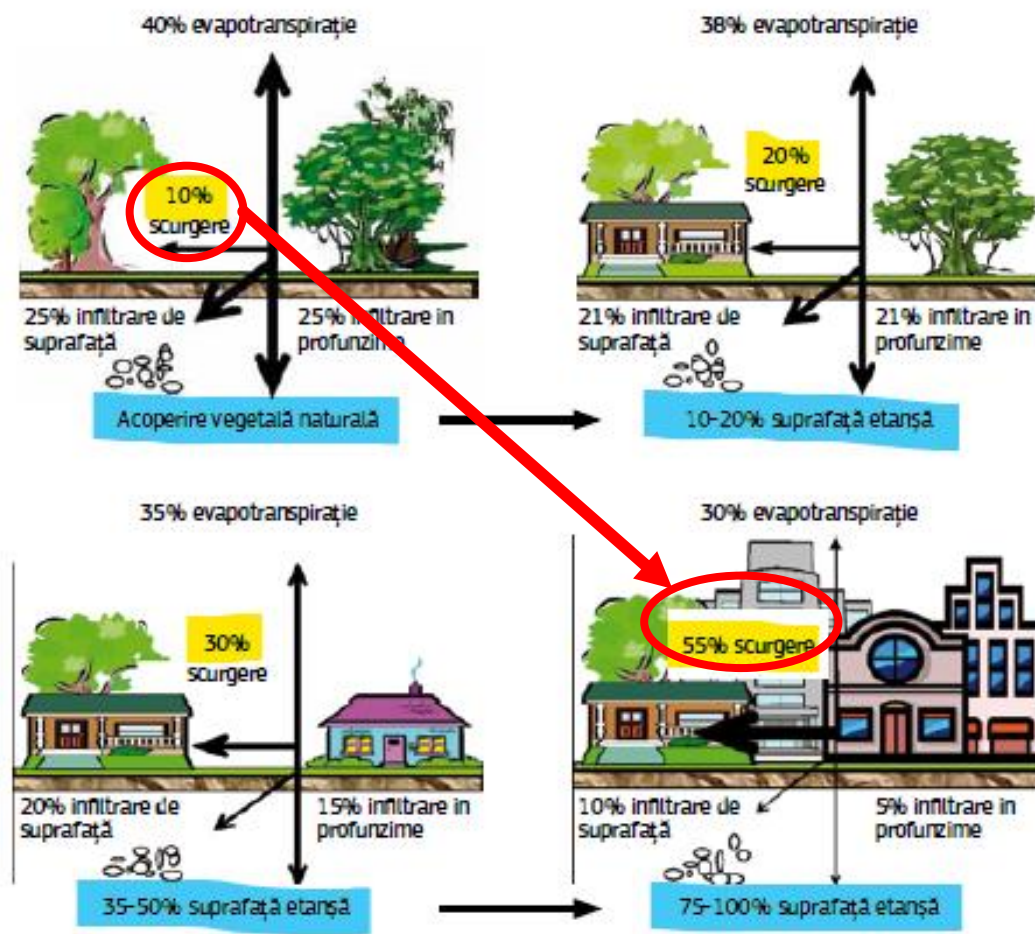 40% evapotranspirație
10%
scurgere
25% infiltrare de
suprafață
25% infiltrare in
profunzime
Acoperire vegetală naturală
38% evapotranspirație
20%
scurgere
21% infiltrare de
suprafață
21% infiltrare in
profunzime
10-20% suprafață etanșă
35% evapotranspirație
30%
scurgere
20% infiltrare de
suprafață
15% infiltrare in
profunzime
35-50% suprafață etanșă
30% evapotranspirație
55% scurgere
10% infiltrare de
suprafață
5% infiltrare in
profunzime
75-100% suprafață etanșă